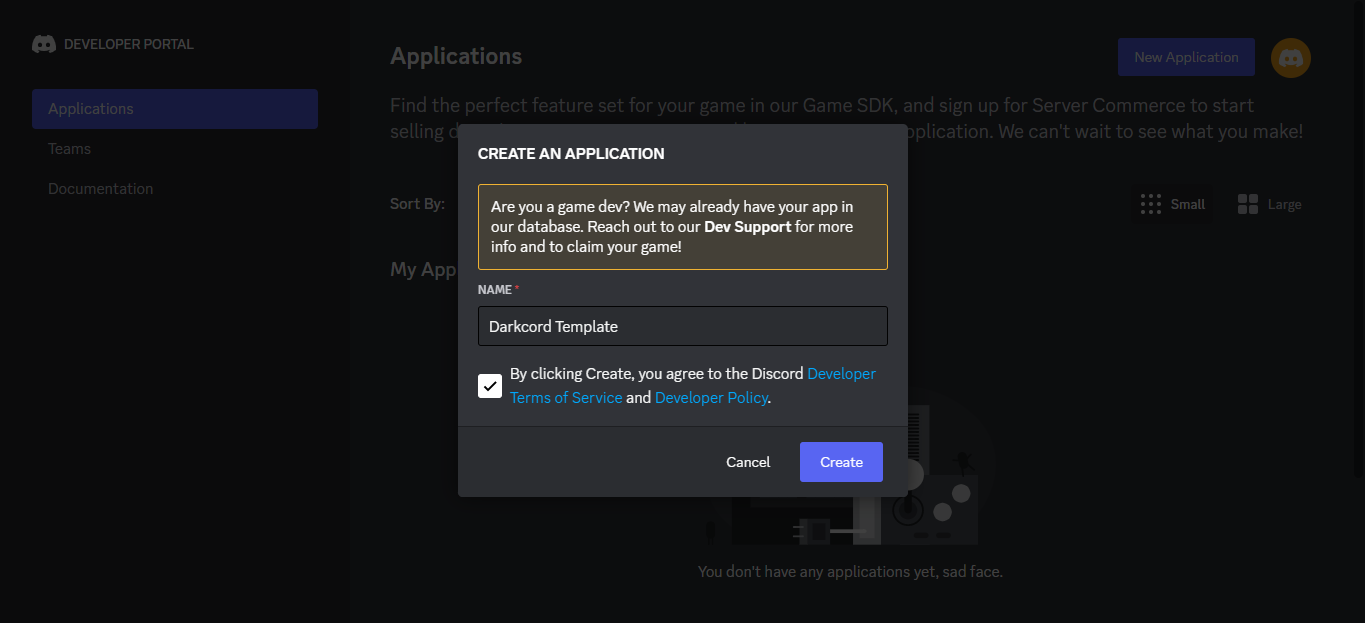 DEVELOPER PORTAL
Applications
Teams
Documentation
Applications
New Application
Find the perfect feature set for your game in our Game SDK, and sign up for Server Commerce to start
selling
application. We can't wait to see what you make!
Sort By:
Small
Large
My App
CREATE AN APPLICATION
Are you a game dev? We may already have your app in
our database. Reach out to our Dev Support for more
info and to claim your game!
NAME *
Darkcord Template
By clicking Create, you agree to the Discord Developer
Terms of Service and Developer Policy.
Cancel
Create
You don't have any applications yet, sad face.